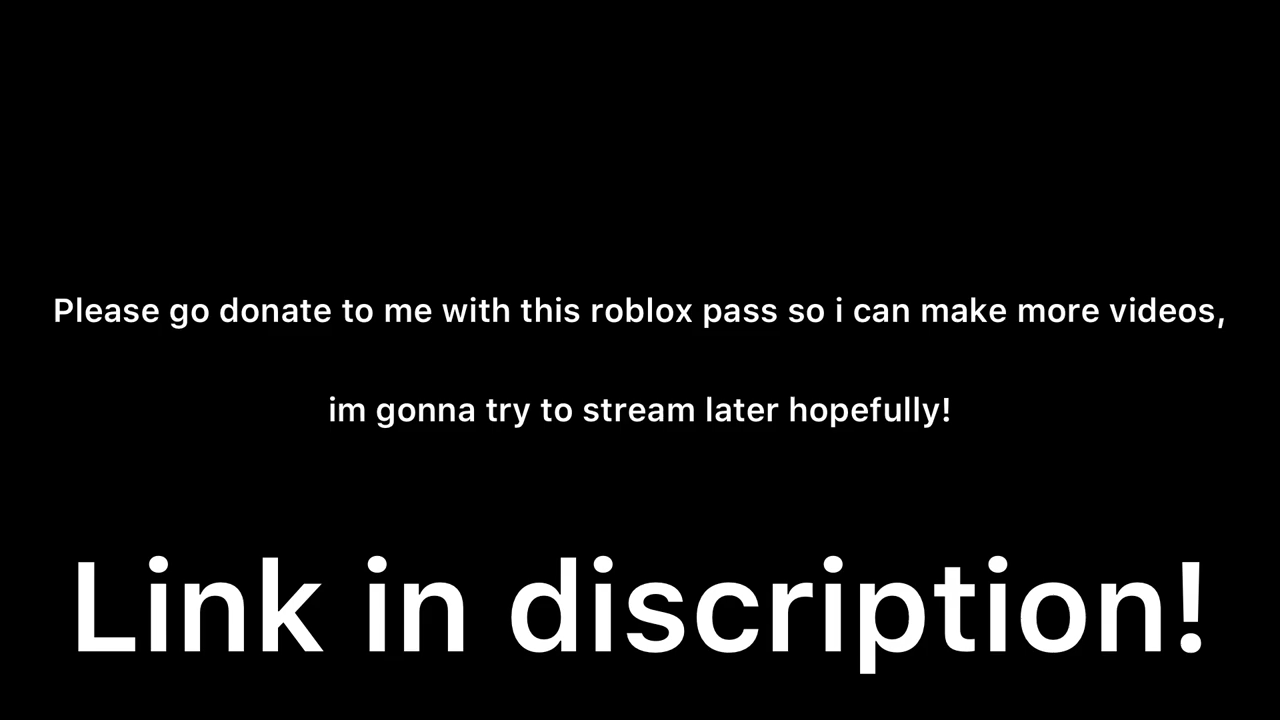 Please go donate to me with this roblox pass so i can make more videos,
im gonna try to stream later hopefully!
Link in discription!